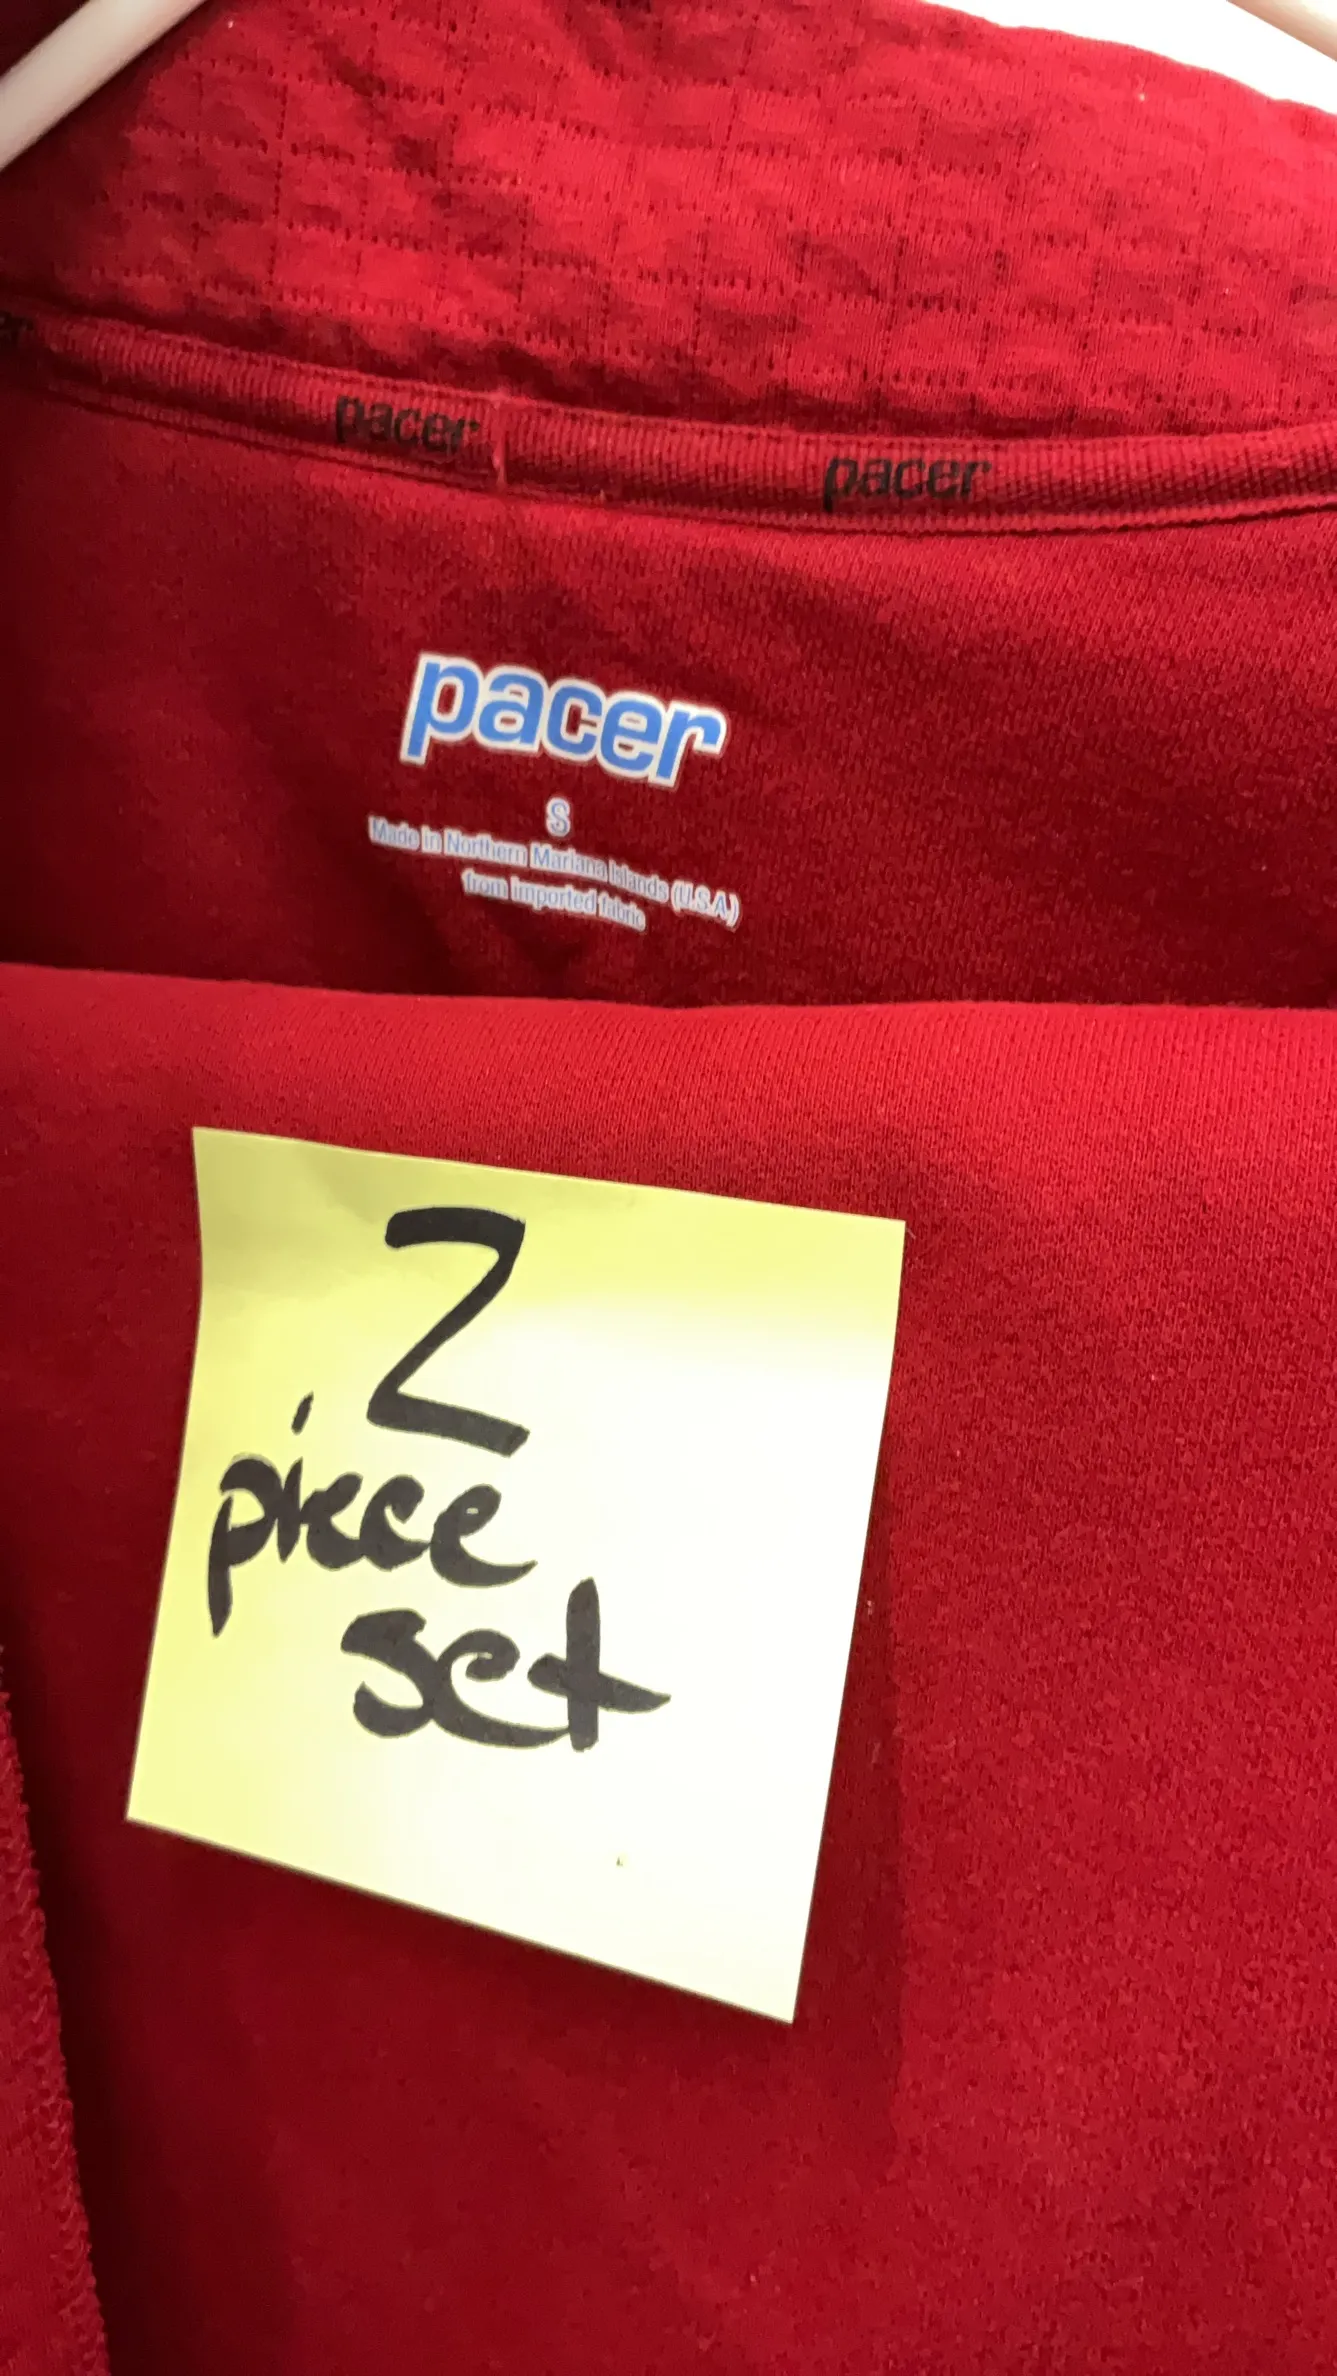 pacer pacer
pacer
S
Made in Northern Mariana Islands (U.S.A.)
from imported fabric
2
piece
set